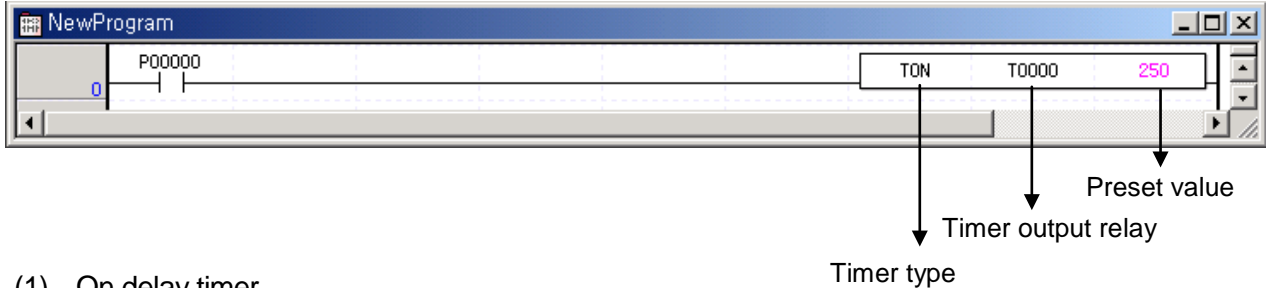 NewProgram
P00000
TON T0000 250
0
Preset value
Timer output relay
Timer type
(1) On delay timer